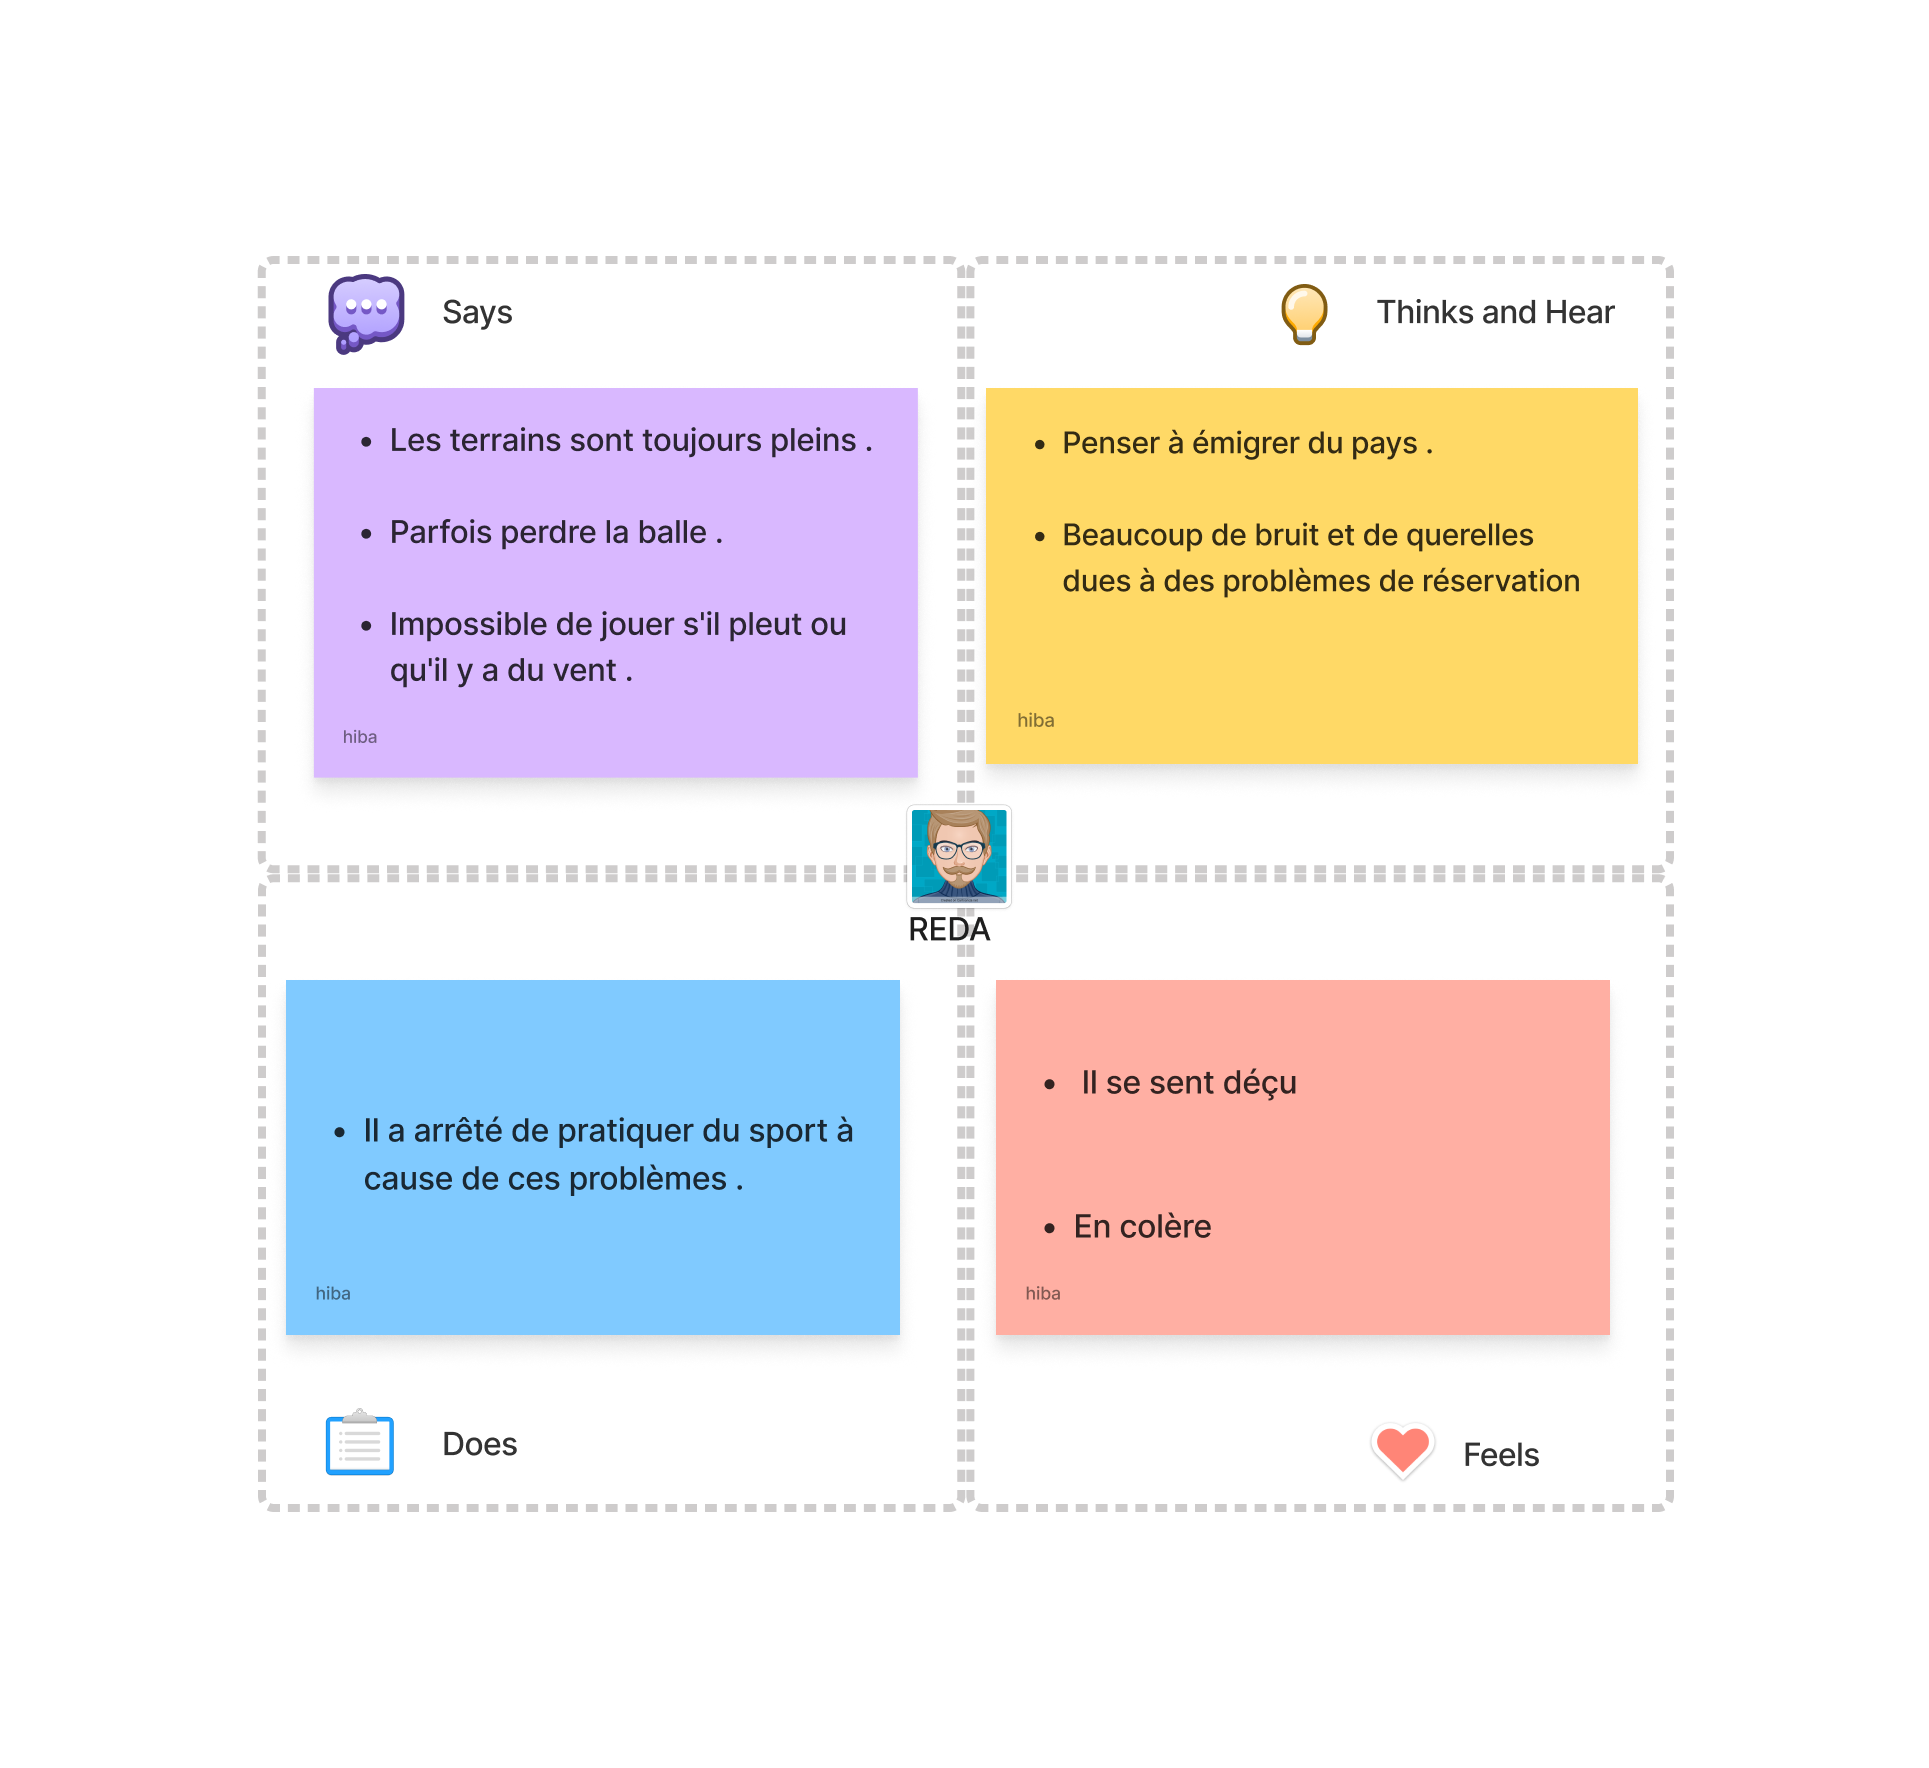 Says
Les terrains sont toujours pleins .
Parfois perdre la balle .
Impossible de jouer s'il pleut ou
qu'il y a du vent .
hiba
Thinks and Hear
Penser à émigrer du pays .
Beaucoup de bruit et de querelles
dues à des problèmes de réservation
hiba
REDA
Il a arrêté de pratiquer du sport à
cause de ces problèmes .
hiba
Does
Il se sent déçu
En colère
hiba
Feels